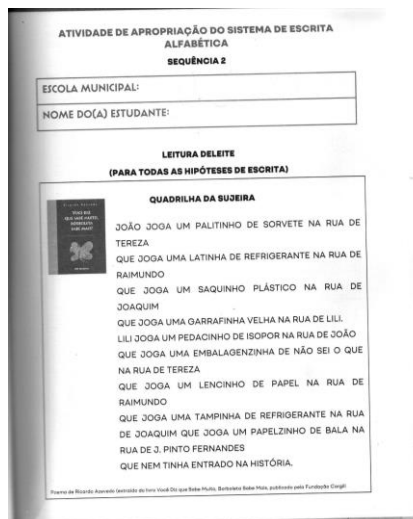 ATIVIDADE DE APROPRIAÇÃO DO SISTEMA DE ESCRITA
ALFABÉTICA
SEQUÊNCIA 2
ESCOLA MUNICIPAL:
NOME DO(A) ESTUDANTE:
LEITURA DELEITE
(PARA TODAS AS HIPÓTESES DE ESCRITA)
QUADRILHA DA SUJEIRA
JOÃO JOGA UM PALITINHO DE SORVETE NA RUA DE
TEREZA
QUE JOGA UMA LATINHA DE REFRIGERANTE NA RUA DE
RAIMUNDO
QUE JOGA UM SAQUINHO PLÁSTICO NA RUA DE
JOAQUIM
QUE JOGA UMA GARRAFINHA VELHA NA RUA DE LILI.
LILI JOGA UM PEDACINHO DE ISOPOR NA RUA DE JOÃO
QUE JOGA UMA EMBALAGENZINHA DE NÃO SEI O QUE
NA RUA DE TEREZA
QUE JOGA UM LENCINHO DE PAPEL NA RUA DE
RAIMUNDO
QUE JOGA UMA TAMPINHA DE REFRIGERANTE NA RUA
DE JOAQUIM QUE JOGA UM PAPELZINHO DE BALA NA
RUA DE J. PINTO FERNANDES
QUE NEM TINHA ENTRADO NA HISTÓRIA.
Poema de Ricardo Azevedo (extraído do livro Você Diz que Sabe Muito, Borboleta Sabe Mais, publicado pela Fundação Cargill)